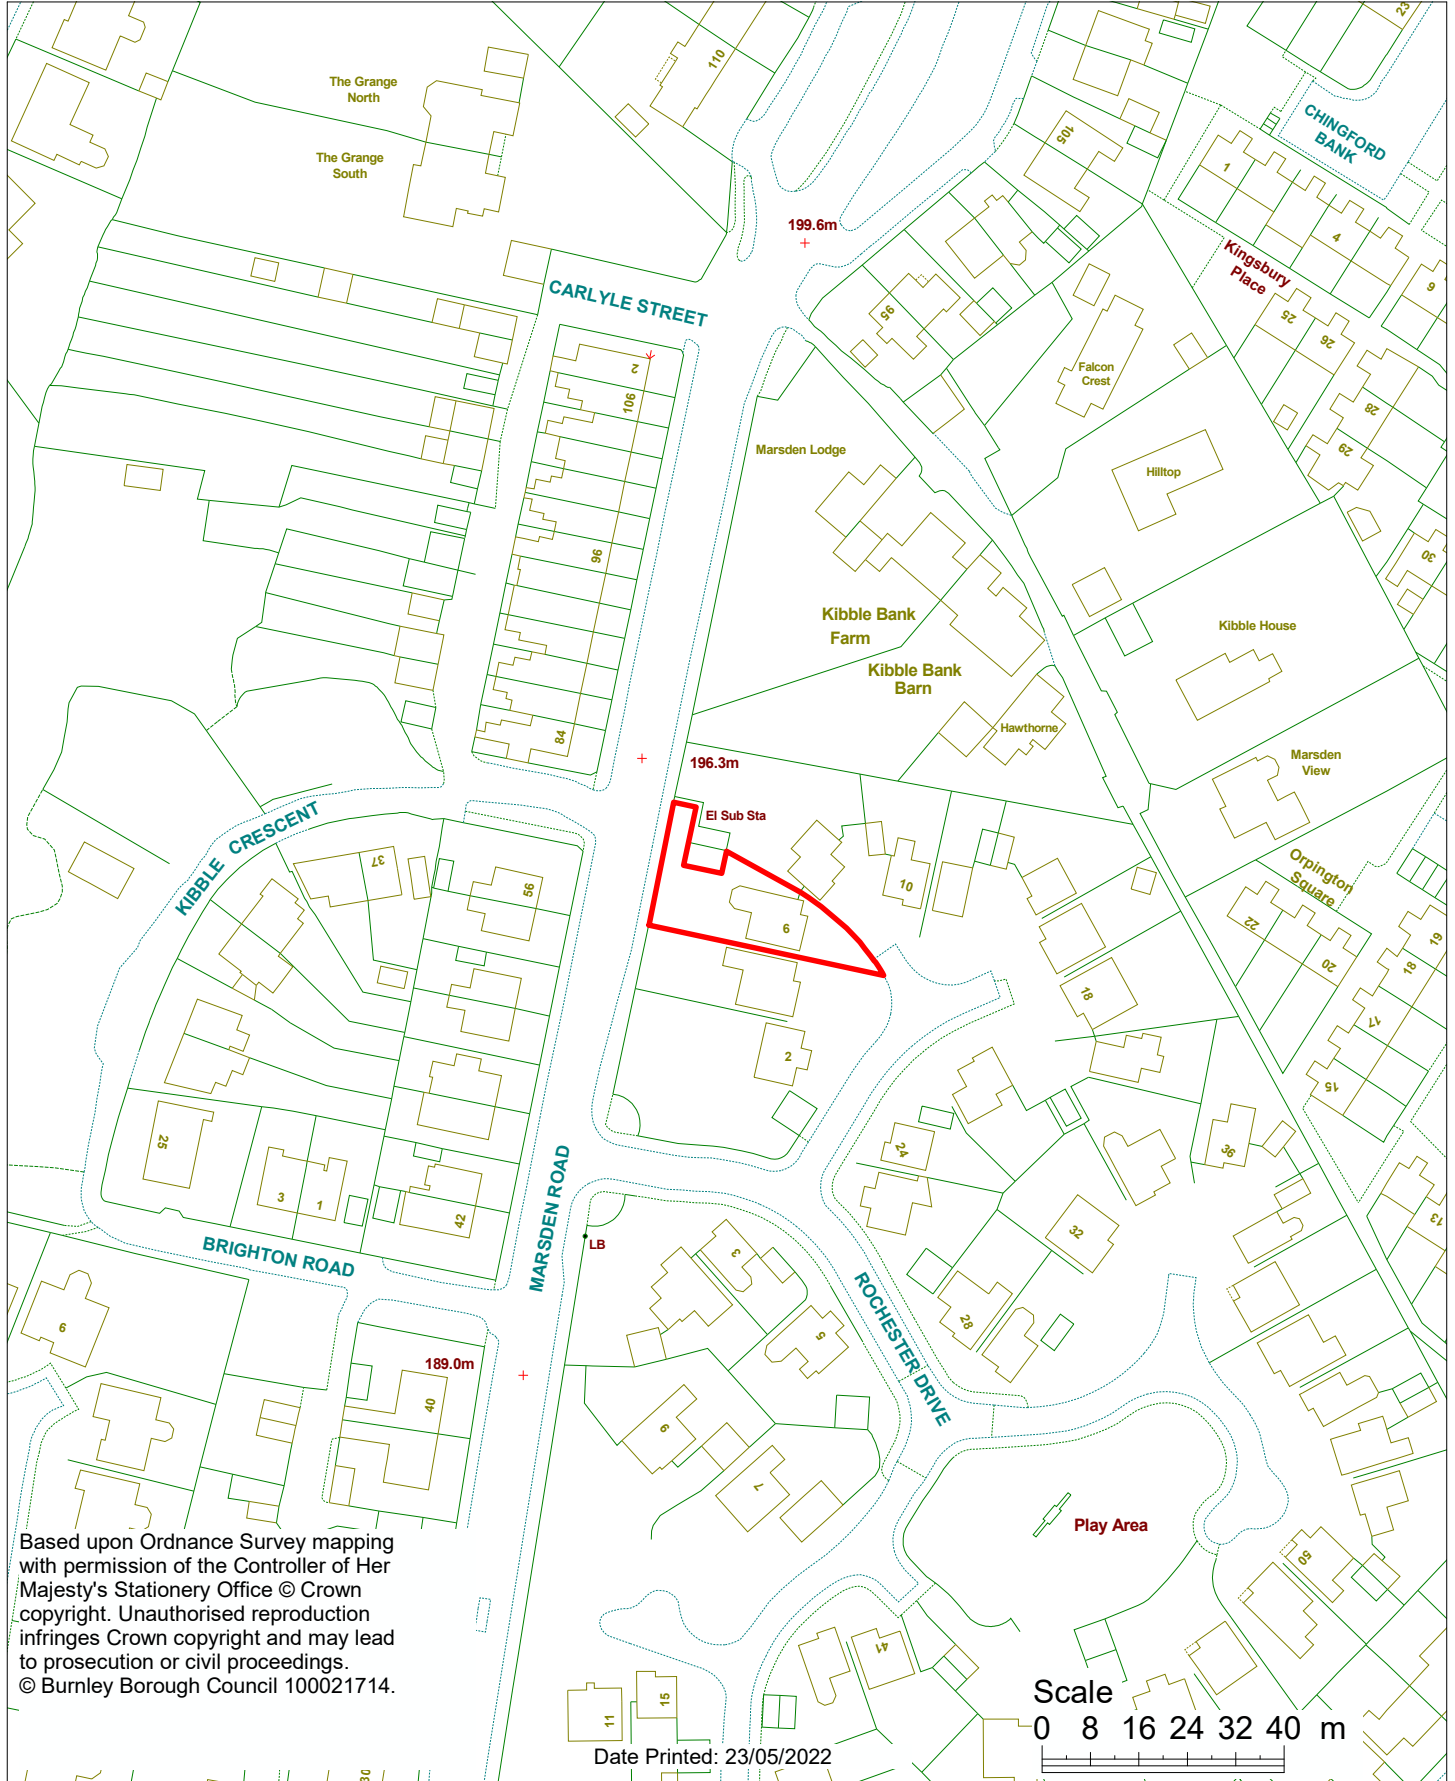 The Grange
North
The Grange
South
110
23
CHINGFORD
BANK
105
1
4
6
199.6m
Kingsbury
Place
CARLYLE STREET
95
25
26
28
29
30
Falcon
Crest
2
106
96
84
Marsden Lodge
Hilltop
Kibble Bank
Farm
Kibble Bank
Barn
Kibble House
Hawthorne
Marsden
View
196.3m
El Sub Sta
KIBBLE CRESCENT
37
56
10
6
Orpington
Square
22
20
19
18
17
15
18
2
25
3
1
42
24
36
32
13
MARSDEN ROAD
BRIGHTON ROAD
LB
3
5
ROCHESTER DRIVE
28
9
189.0m
40
9
7
Play Area
50
41
11
15
30
Based upon Ordnance Survey mapping
with permission of the Controller of Her
Majesty's Stationery Office © Crown
copyright. Unauthorised reproduction
infringes Crown copyright and may lead
to prosecution or civil proceedings.
© Burnley Borough Council 100021714.
Date Printed: 23/05/2022
Scale
0 8 16 24 32 40 m